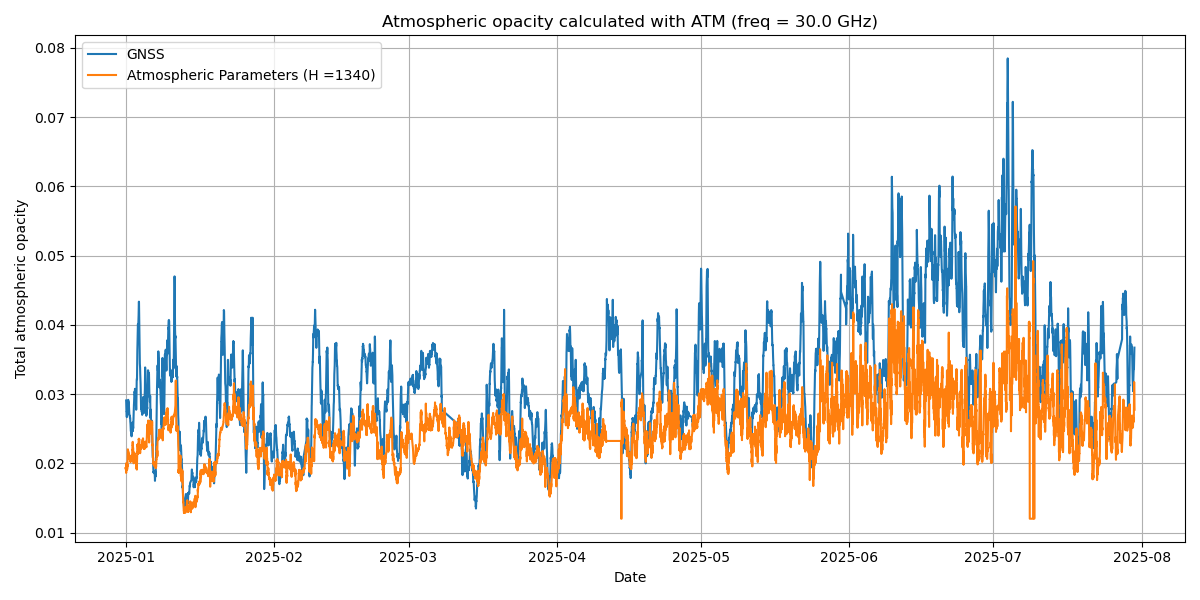 Atmospheric opacity calculated with ATM (freq = 30.0 GHz)
GNSS
Atmospheric Parameters (H =1340)
Total atmospheric opacity
0.08
0.07
0.06
0.05
0.04
0.03
0.02
0.01
2025-01 2025-02 2025-03 2025-04 2025-05 2025-06 2025-07 2025-08
Date